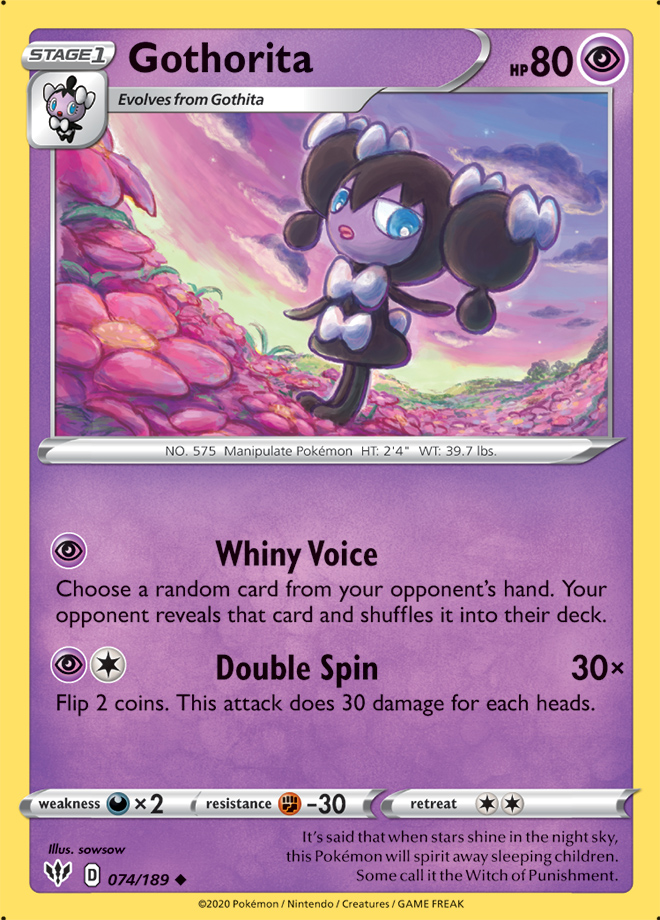 STAGE 1
Gothorita
HP 80
Evolves from Gothita
NO. 575 Manipulate Pokémon HT: 2'4" WT: 39.7 lbs.
Whiny Voice
Choose a random card from your opponent's hand. Your
opponent reveals that card and shuffles it into their deck.
Double Spin 30×
Flip 2 coins. This attack does 30 damage for each heads.
weakness ×2 resistance -30 retreat
Illus. sowsow
It's said that when stars shine in the night sky,
this Pokémon will spirit away sleeping children.
Some call it the Witch of Punishment.
D 074/189
©2020 Pokémon / Nintendo / Creatures / GAME FREAK